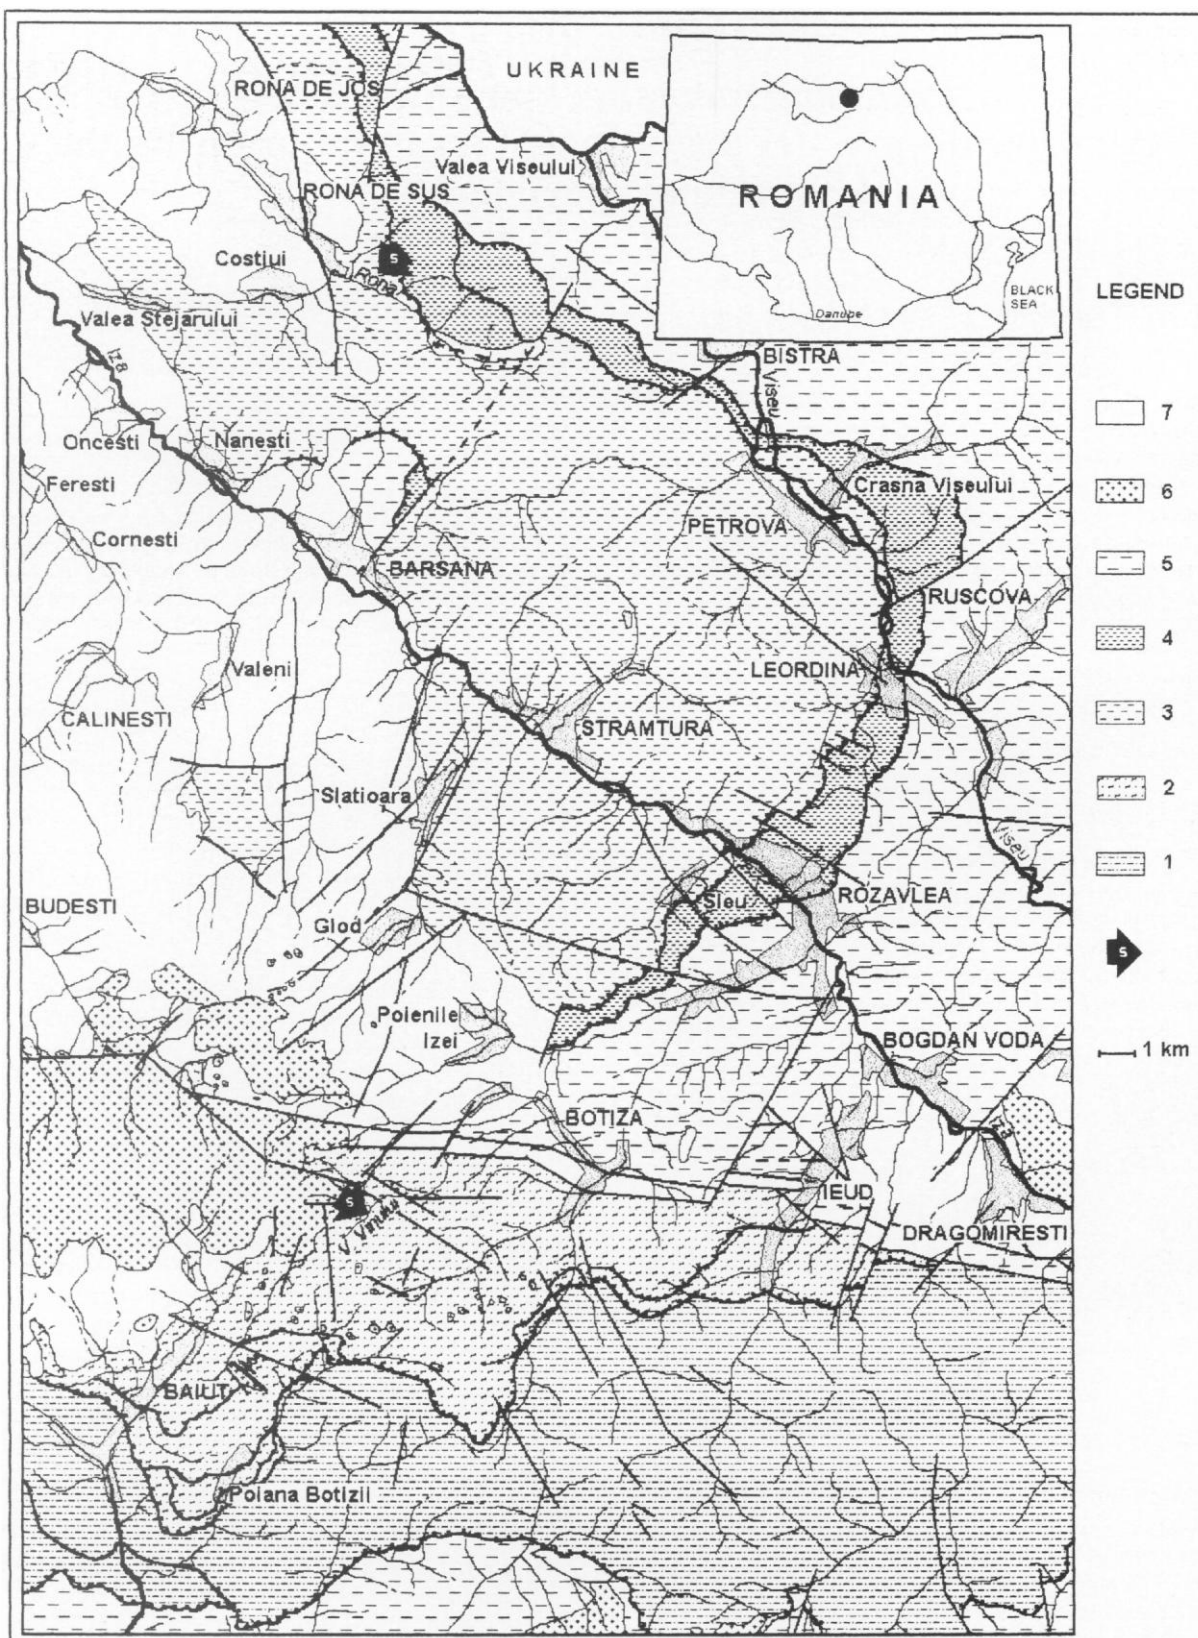 UKRAINE
RONA DE JOS
Valea Viseului
RONA DE SUS
ROMANIA
Costiui
S
Rona
BLACK
SEA
LEGEND
Valea Stejarului
Danube
BISTRA
Iza
Viseu
7
Oncesti
Nanesti
Feresti
Crasna Viseului
6
PETROVA
Cornesti
5
BARSANA
RUSCOVA
4
Valeni
LEORDINA
CALINESTI
STRAMTURA
3
Slatioara
2
Viseu
1
BUDESTI
Sieu
ROZAVLEA
Glod
S
Poienile
Izei
BOGDAN VODA
1 km
BOTIZA
Iza
IEUD
S
V. Vinului
DRAGOMIRESTI
BAIUT
Poiana Botizii